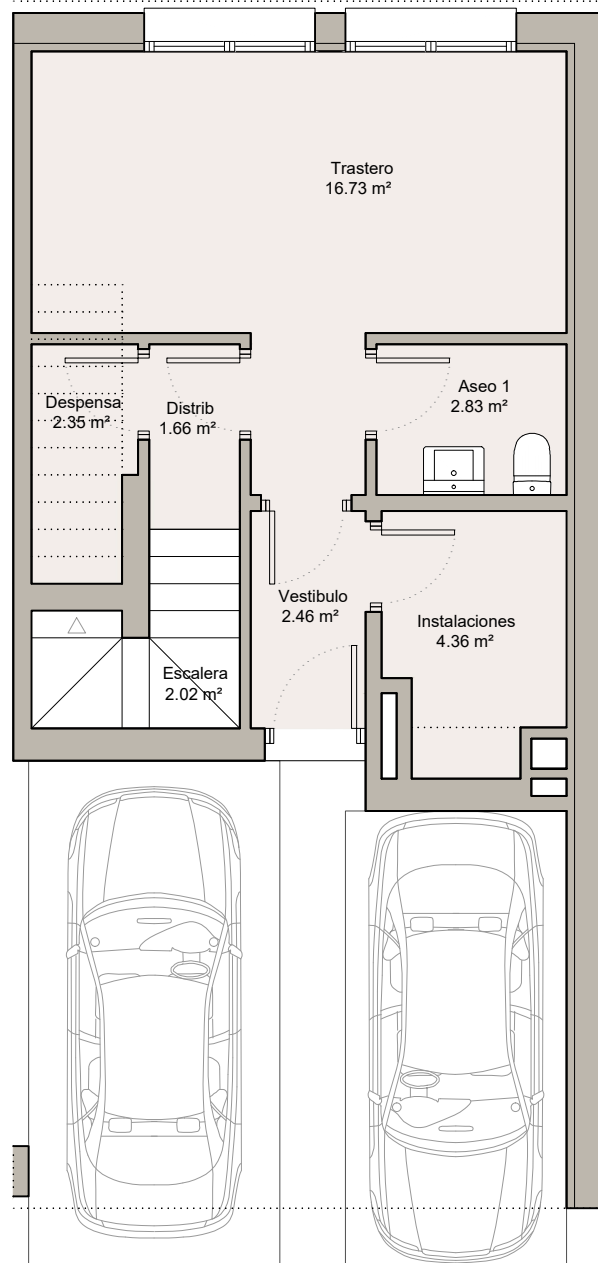 Trastero
16.73 m²
Despensa
2.35 m²
Distrib
1.66 m²
Aseo 1
2.83 m²
Vestibulo
2.46 m²
Instalaciones
4.36 m²
Escalera
2.02 m²